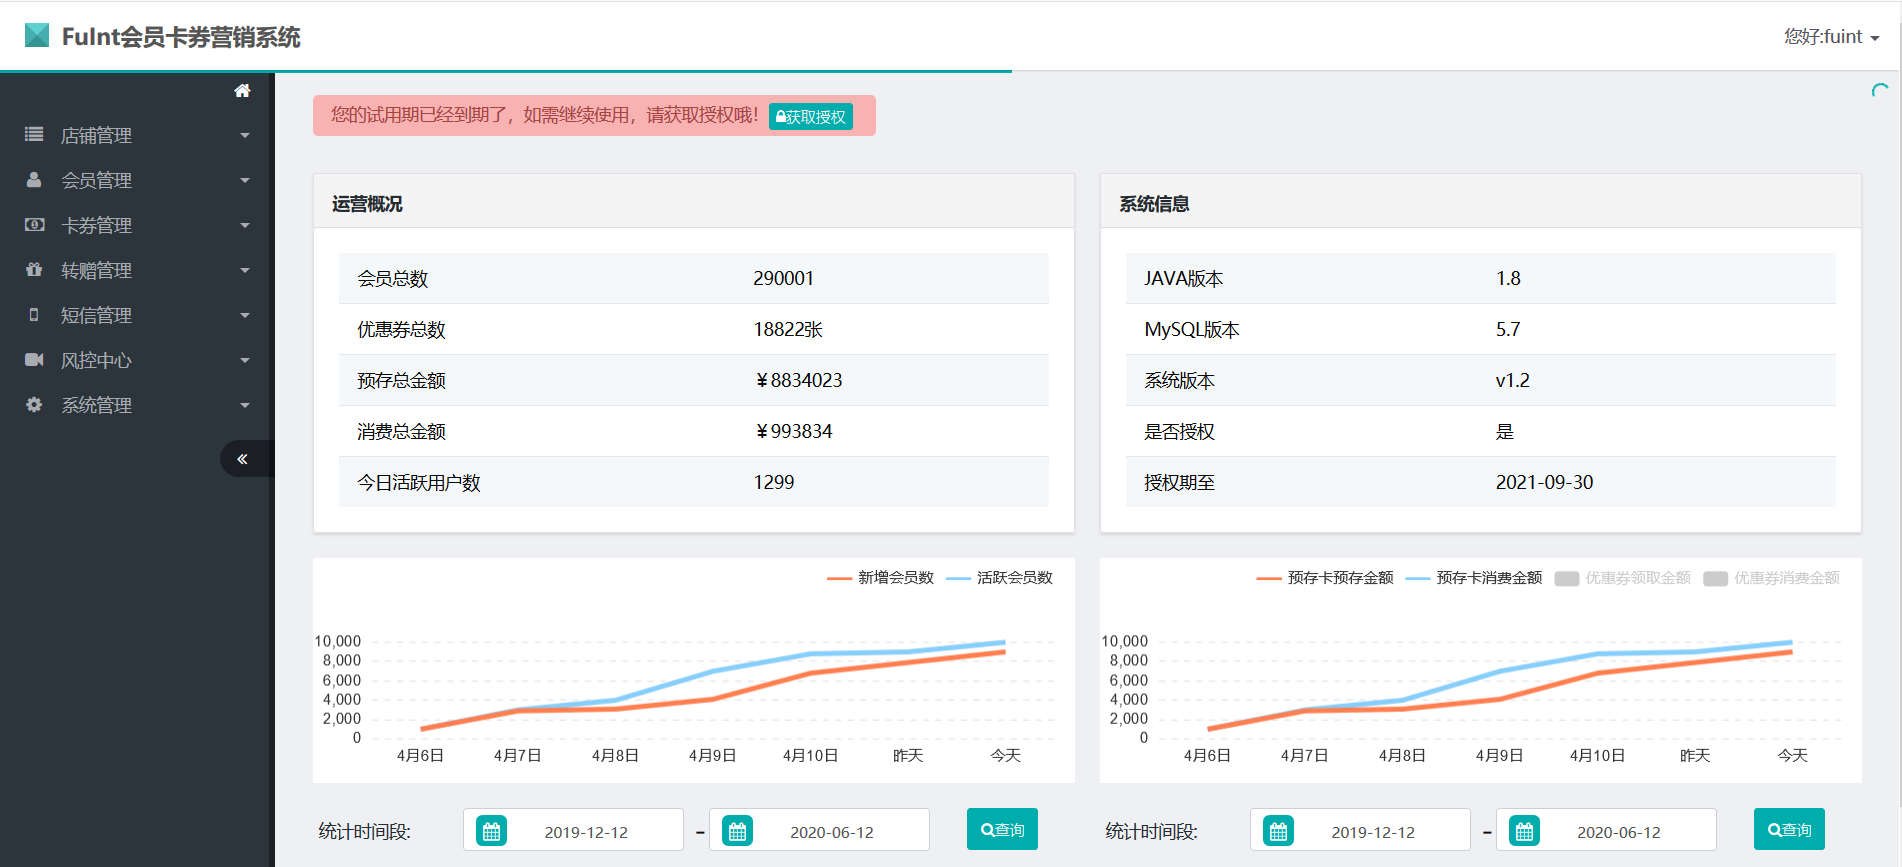 FuInt会员卡券营销系统
您好:fuint
您的试用期已经到期了，如需继续使用，请获取授权哦！ 获取授权
店铺管理
会员管理
卡券管理
转赠管理
短信管理
风控中心
系统管理
运营概况
会员总数 290001
优惠券总数 18822张
预存总金额 ¥8834023
消费总金额 ¥993834
今日活跃用户数 1299
系统信息
JAVA版本 1.8
MySQL版本 5.7
系统版本 v1.2
是否授权 是
授权期至 2021-09-30
新增会员数 活跃会员数
10,000
8,000
6,000
4,000
2,000
0
4月6日 4月7日 4月8日 4月9日 4月10日 昨天 今天
预存卡预存金额 预存卡消费金额 优惠券领取金额 优惠券消费金额
10,000
8,000
6,000
4,000
2,000
0
4月6日 4月7日 4月8日 4月9日 4月10日 昨天 今天
统计时间段: 2019-12-12 – 2020-06-12 查询
统计时间段: 2019-12-12 – 2020-06-12 查询